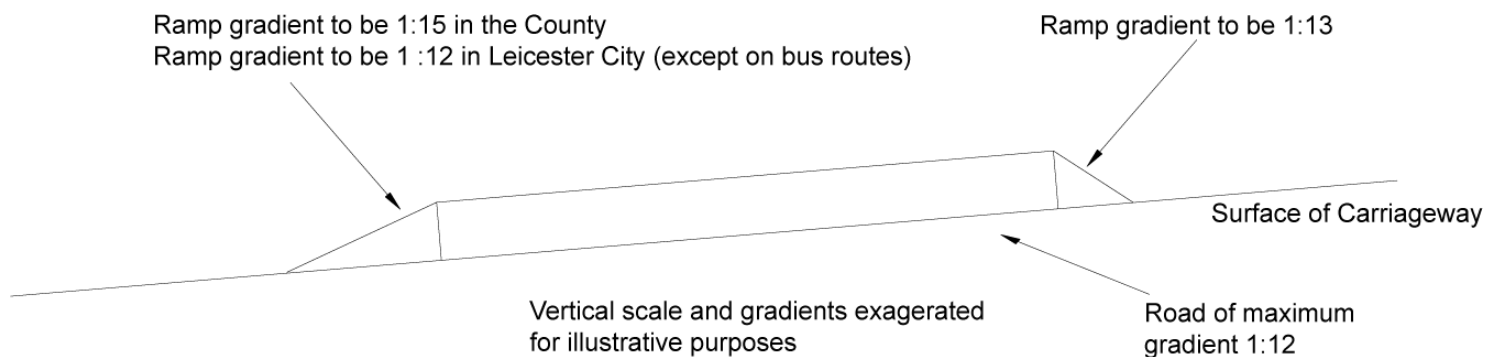 Ramp gradient to be 1:15 in the County
Ramp gradient to be 1 :12 in Leicester City (except on bus routes)
Ramp gradient to be 1:13
Surface of Carriageway
Vertical scale and gradients exagerated
for illustrative purposes
Road of maximum
gradient 1:12